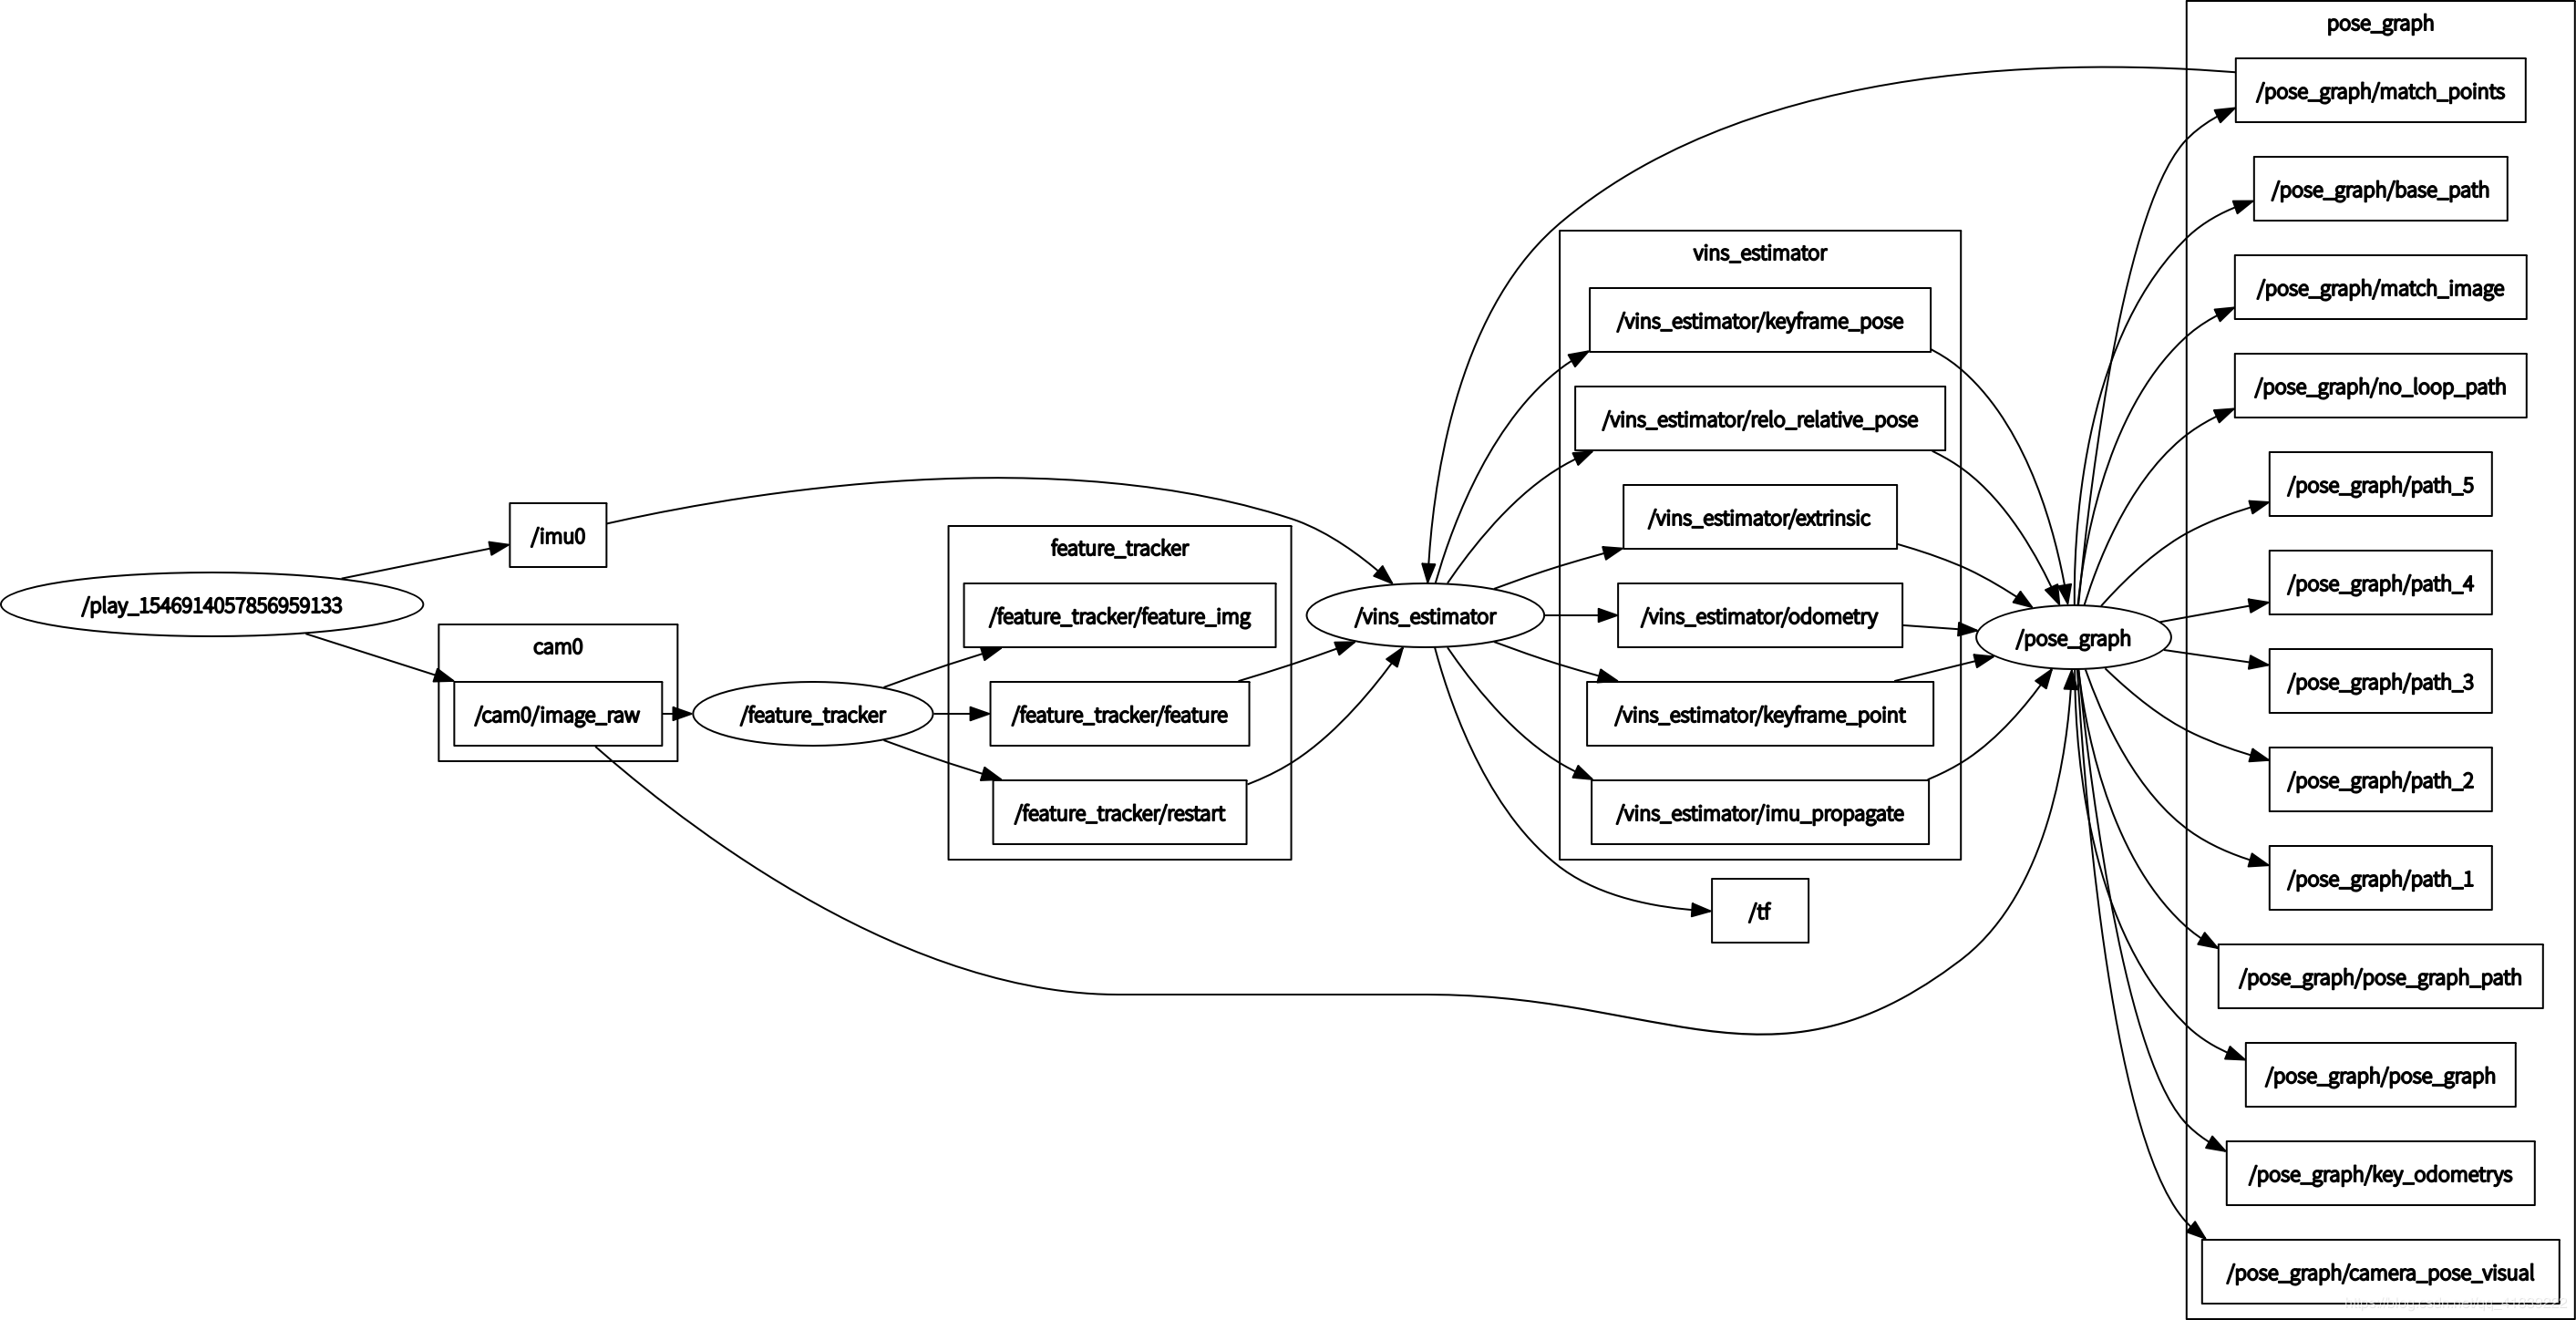 pose_graph
/pose_graph/match_points
/pose_graph/base_path
vins_estimator
/pose_graph/match_image
/vins_estimator/keyframe_pose
/pose_graph/no_loop_path
/vins_estimator/relo_relative_pose
/pose_graph/path_5
/vins_estimator/extrinsic
/imu0
feature_tracker
/pose_graph/path_4
/play_1546914057856959133
/feature_tracker/feature_img
/vins_estimator
/vins_estimator/odometry
/pose_graph
cam0
/pose_graph/path_3
/cam0/image_raw
/feature_tracker
/feature_tracker/feature
/vins_estimator/keyframe_point
/pose_graph/path_2
/feature_tracker/restart
/vins_estimator/imu_propagate
/pose_graph/path_1
/tf
/pose_graph/pose_graph_path
/pose_graph/pose_graph
/pose_graph/key_odometrys
/pose_graph/camera_pose_visual